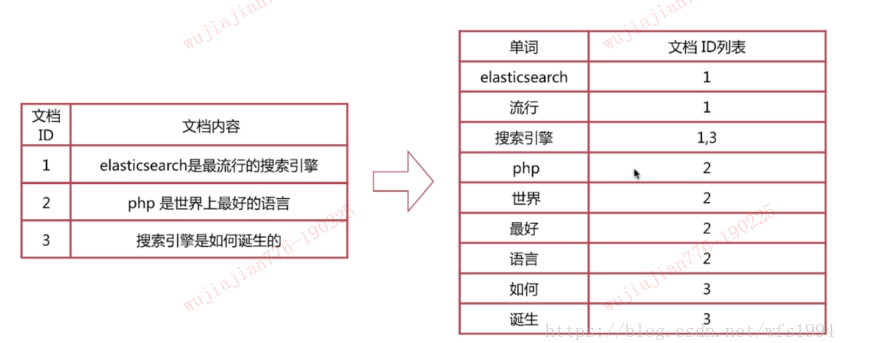 wujiajian776-190225
wujiajian776-190225
文档 ID
文档内容
1
elasticsearch是最流行的搜索引擎
2
php 是世界上最好的语言
3
搜索引擎是如何诞生的
单词
文档 ID列表
elasticsearch
1
流行
1
搜索引擎
1,3
php
2
世界
2
最好
2
语言
2
如何
3
诞生
3
wujiajian776-190225
wujiajian776-190225
https://blog.csdn.net/wfs1994